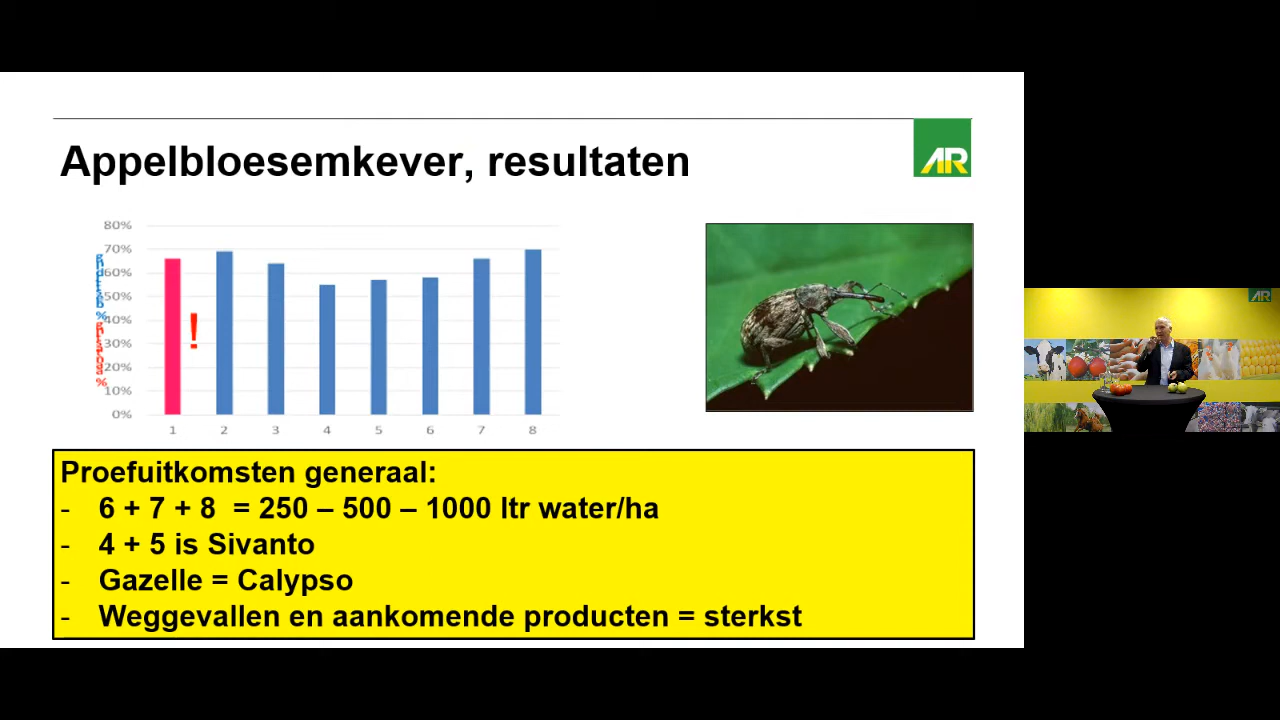 Appelbloesemkever, resultaten
AR
80%
70%
60%
50%
40%
30%
20%
10%
0%
!
1 2 3 4 5 6 7 8
Proefuitkomsten generaal:
- 6 + 7 + 8 = 250 – 500 – 1000 ltr water/ha
- 4 + 5 is Sivanto
- Gazelle = Calypso
- Weggevallen en aankomende producten = sterkst
AR